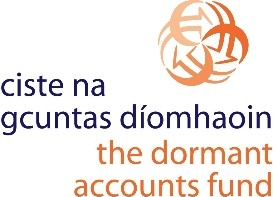 ciste na
gcuntas díomhaoin
the dormant
accounts fund